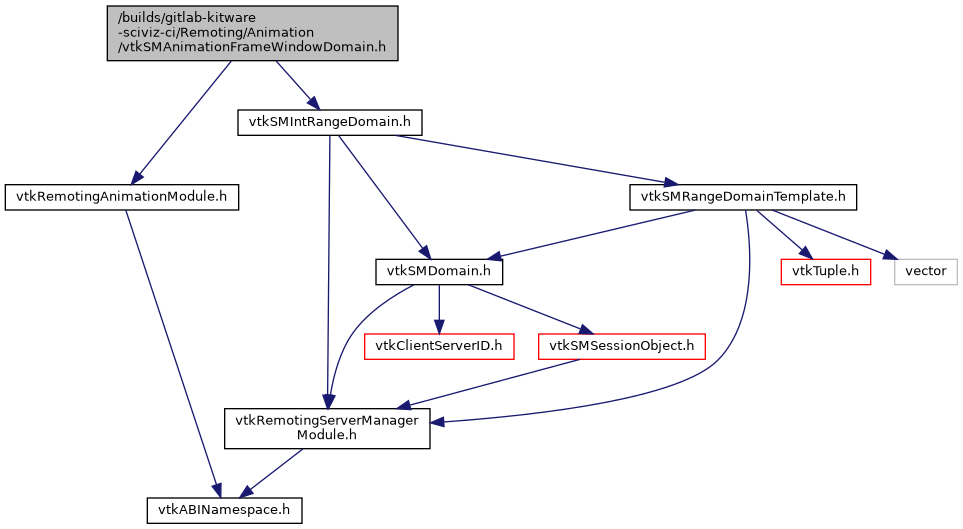 /builds/gitlab-kitware
-sciviz-ci/Remoting/Animation
/vtkSMAnimationFrameWindowDomain.h
vtkSMIntRangeDomain.h
vtkRemotingAnimationModule.h
vtkSMRangeDomainTemplate.h
vtkSMDomain.h
vtkTuple.h
vector
vtkClientServerID.h
vtkSMSessionObject.h
vtkRemotingServerManager
Module.h
vtkABINamespace.h